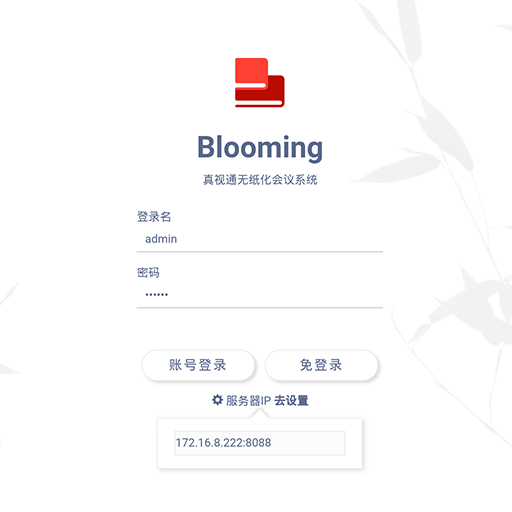 Blooming
真视通无纸化会议系统
登录名
admin
密码
••••••
账号登录 免登录
服务器IP 去设置
172.16.8.222:8088